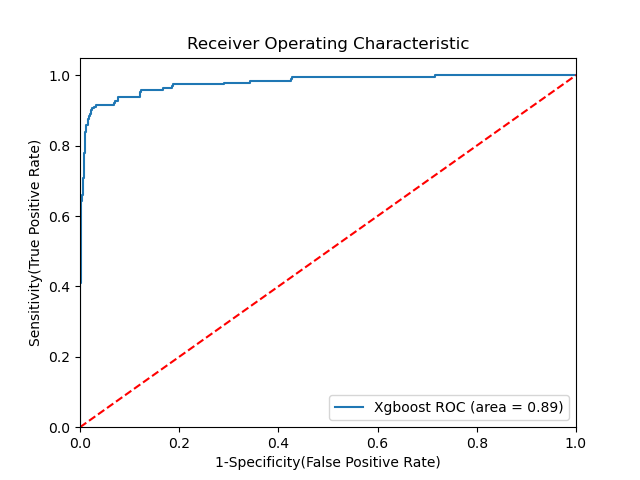 Receiver Operating Characteristic
1.0
0.8
0.6
0.4
0.2
0.0
Sensitivity(True Positive Rate)
Xgboost ROC (area = 0.89)
0.0 0.2 0.4 0.6 0.8 1.0
1-Specificity(False Positive Rate)